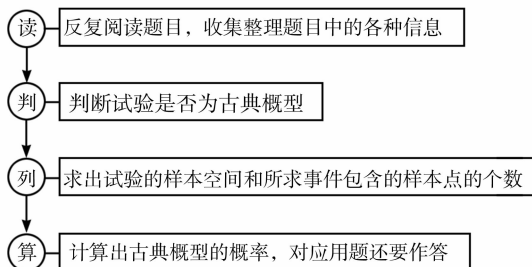 读 反复阅读题目，收集整理题目中的各种信息
判 判断试验是否为古典概型
列 求出试验的样本空间和所求事件包含的样本点的个数
算 计算出古典概型的概率，对应用题还要作答